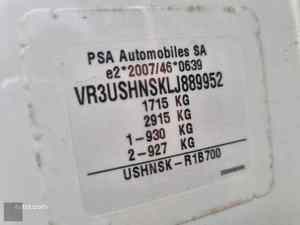 PSA Automobiles SA
e2*2007/46*0639
VR3USHNSKLJ889952
1715 KG
2915 KG
1-930 KG
2-927 KG
USHNSK-R1B700